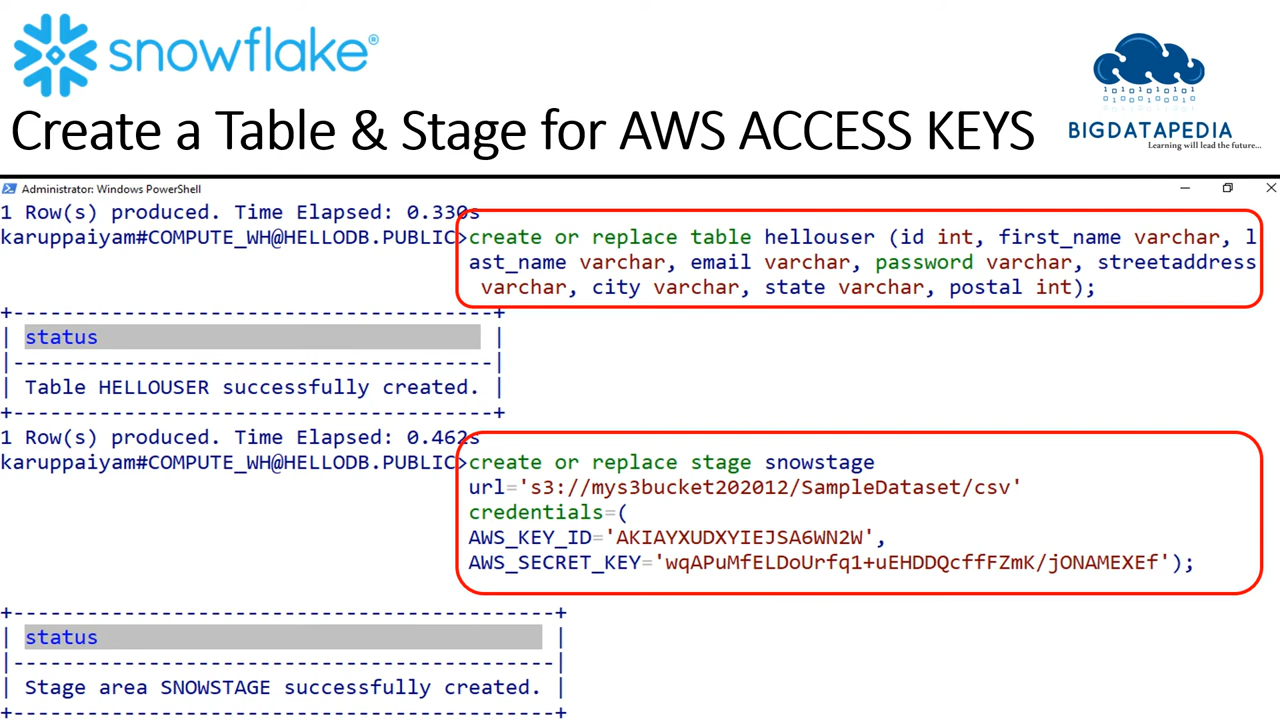 snowflake®
BIGDATAPEDIA
Learning will lead the future...
Create a Table & Stage for AWS ACCESS KEYS
Administrator: Windows PowerShell
1 Row(s) produced. Time Elapsed: 0.330s
karuppaiyam#COMPUTE_WH@HELLODB.PUBLIC>create or replace table hellouser (id int, first_name varchar, l
ast_name varchar, email varchar, password varchar, streetaddress
varchar, city varchar, state varchar, postal int);
+---------------------------------------+
| status |
|---------------------------------------|
| Table HELLOUSER successfully created. |
+---------------------------------------+
1 Row(s) produced. Time Elapsed: 0.462s
karuppaiyam#COMPUTE_WH@HELLODB.PUBLIC>create or replace stage snowstage
url='s3://mys3bucket202012/SampleDataset/csv'
credentials=(
AWS_KEY_ID='AKIAYXUDXYIEJSA6WN2W',
AWS_SECRET_KEY='wqAPuMfELDoUrfq1+uEHDDQcffFZmK/jONAMEXEf');
+--------------------------------------------+
| status |
|--------------------------------------------|
| Stage area SNOWSTAGE successfully created. |
+--------------------------------------------+